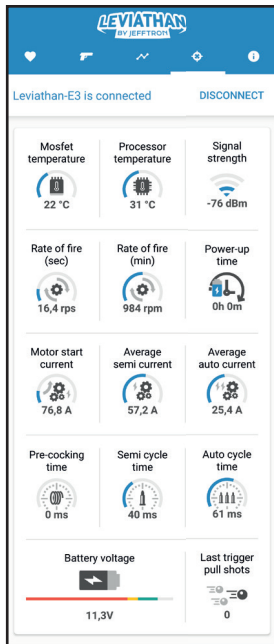 LEVIATHAN
BY JEFFTRON
Leviathan-E3 is connected DISCONNECT
Mosfet temperature
22 °C
Processor temperature
31 °C
Signal strength
-76 dBm
Rate of fire (sec)
16,4 rps
Rate of fire (min)
984 rpm
Power-up time
0h 0m
Motor start current
76,8 A
Average semi current
57,2 A
Average auto current
25,4 A
Pre-cocking time
0 ms
Semi cycle time
40 ms
Auto cycle time
61 ms
Battery voltage
11,3V
Last trigger pull shots
0